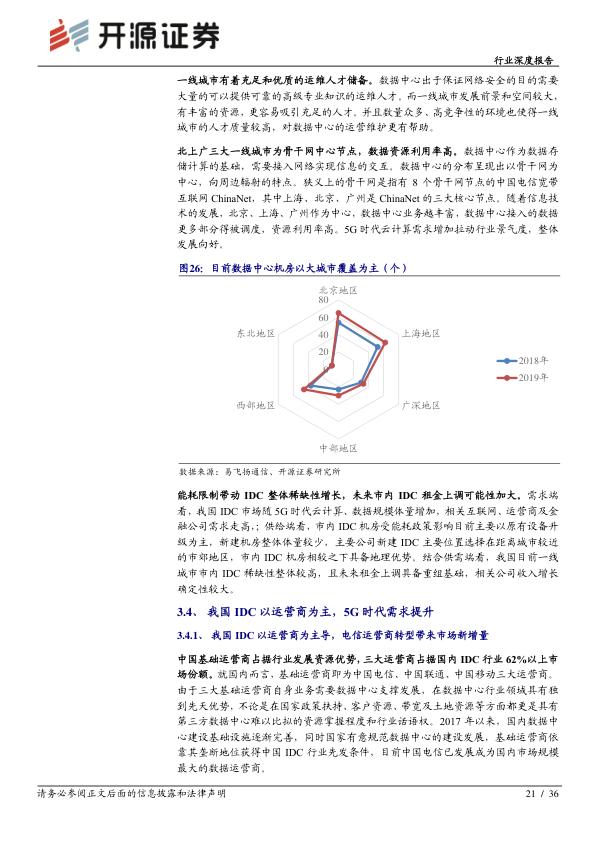 开源证券
行业深度报告
一线城市有着充足和优质的运维人才储备。数据中心出于保证网络安全的目的需要
大量的可以提供可靠的高级专业知识的运维人才。而一线城市发展前景和空间较大，
有丰富的资源，更容易吸引充足的人才。并且数量众多、高竞争性的环境也使得一线
城市的人才质量较高，对数据中心的运营维护更有帮助。
北上广三大一线城市为骨干网中心节点，数据资源利用率高。数据中心作为数据存
储计算的基础，需要接入网络实现信息的交互。数据中心的分布呈现出以骨干网为
中心，向周边辐射的特点。狭义上的骨干网是指有 8 个骨干网节点的中国电信宽带
互联网 ChinaNet，其中上海、北京、广州是 ChinaNet 的三大核心节点。随着信息技
术的发展，北京、上海、广州作为中心，数据中心业务越丰富，数据中心接入的数据
更多部分得被调度，资源利用率高。5G 时代云计算需求增加拉动行业景气度，整体
发展向好。
图26：目前数据中心机房以大城市覆盖为主（个）
北京地区
80
60
40
20
0
东北地区
上海地区
西部地区
广深地区
中部地区
2018年
2019年
数据来源：易飞扬通信、开源证券研究所
能耗限制带动 IDC 整体稀缺性增长，未来市内 IDC 租金上调可能性加大。需求端
看，我国 IDC 市场随 5G 时代云计算、数据规模体量增加，相关互联网、运营商及金
融公司需求走高，；供给端看，市内 IDC 机房受能耗政策影响目前主要以原有设备升
级为主，新建机房整体体量较少，主要公司新建 IDC 主要位置选择在距离城市较近
的市郊地区，市内 IDC 机房相较之下具备地理优势。结合供需端看，我国目前一线
城市市内 IDC 稀缺性整体较高，且未来租金上调具备重组基础，相关公司收入增长
确定性较大。
3.4、 我国 IDC 以运营商为主，5G 时代需求提升
3.4.1、 我国 IDC 以运营商为主导，电信运营商转型带来市场新增量
中国基础运营商占据行业发展资源优势，三大运营商占据国内 IDC 行业 62%以上市
场份额。就国内而言，基础运营商即为中国电信、中国联通、中国移动三大运营商。
由于三大基础运营商自身业务需要数据中心支撑发展，在数据中心行业领域具有独
到先天优势，不论是在国家政策扶持、客户资源、带宽及土地资源等方面都更是具有
第三方数据中心难以比拟的资源掌握程度和行业话语权。2017 年以来，国内数据中
心建设基础设施逐渐完善，同时国家有意规范数据中心的建设发展，基础运营商依
靠其垄断地位获得中国 IDC 行业先发条件，目前中国电信已发展成为国内市场规模
最大的数据运营商。
请务必参阅正文后面的信息披露和法律声明
21 / 36